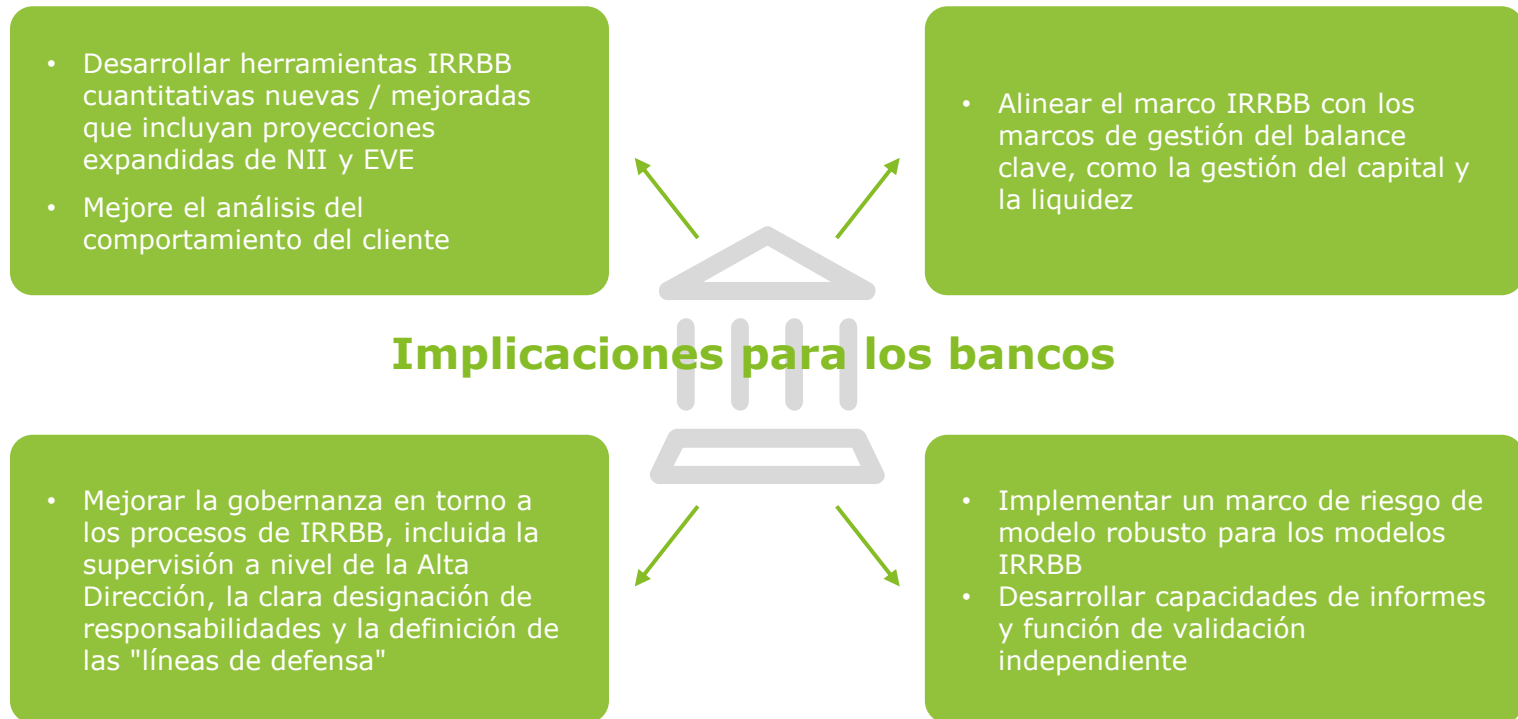 • Desarrollar herramientas IRRBB
cuantitativas nuevas / mejoradas
que incluyan proyecciones
expandidas de NII y EVE
• Mejore el análisis del
comportamiento del cliente
• Alinear el marco IRRBB con los
marcos de gestión del balance
clave, como la gestión del capital y
la liquidez
Implicaciones para los bancos
• Mejorar la gobernanza en torno a
los procesos de IRRBB, incluida la
supervisión a nivel de la Alta
Dirección, la clara designación de
responsabilidades y la definición de
las "líneas de defensa"
• Implementar un marco de riesgo de
modelo robusto para los modelos
IRRBB
• Desarrollar capacidades de informes
y función de validación
independiente